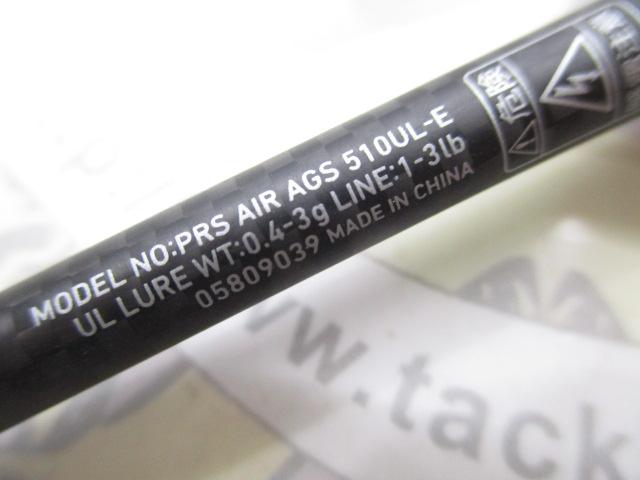 MODEL NO:PRS AIR AGS 510UL-E
UL LURE WT:0.4-3g LINE:1-3lb
05809039 MADE IN CHINA
危険
w.tack